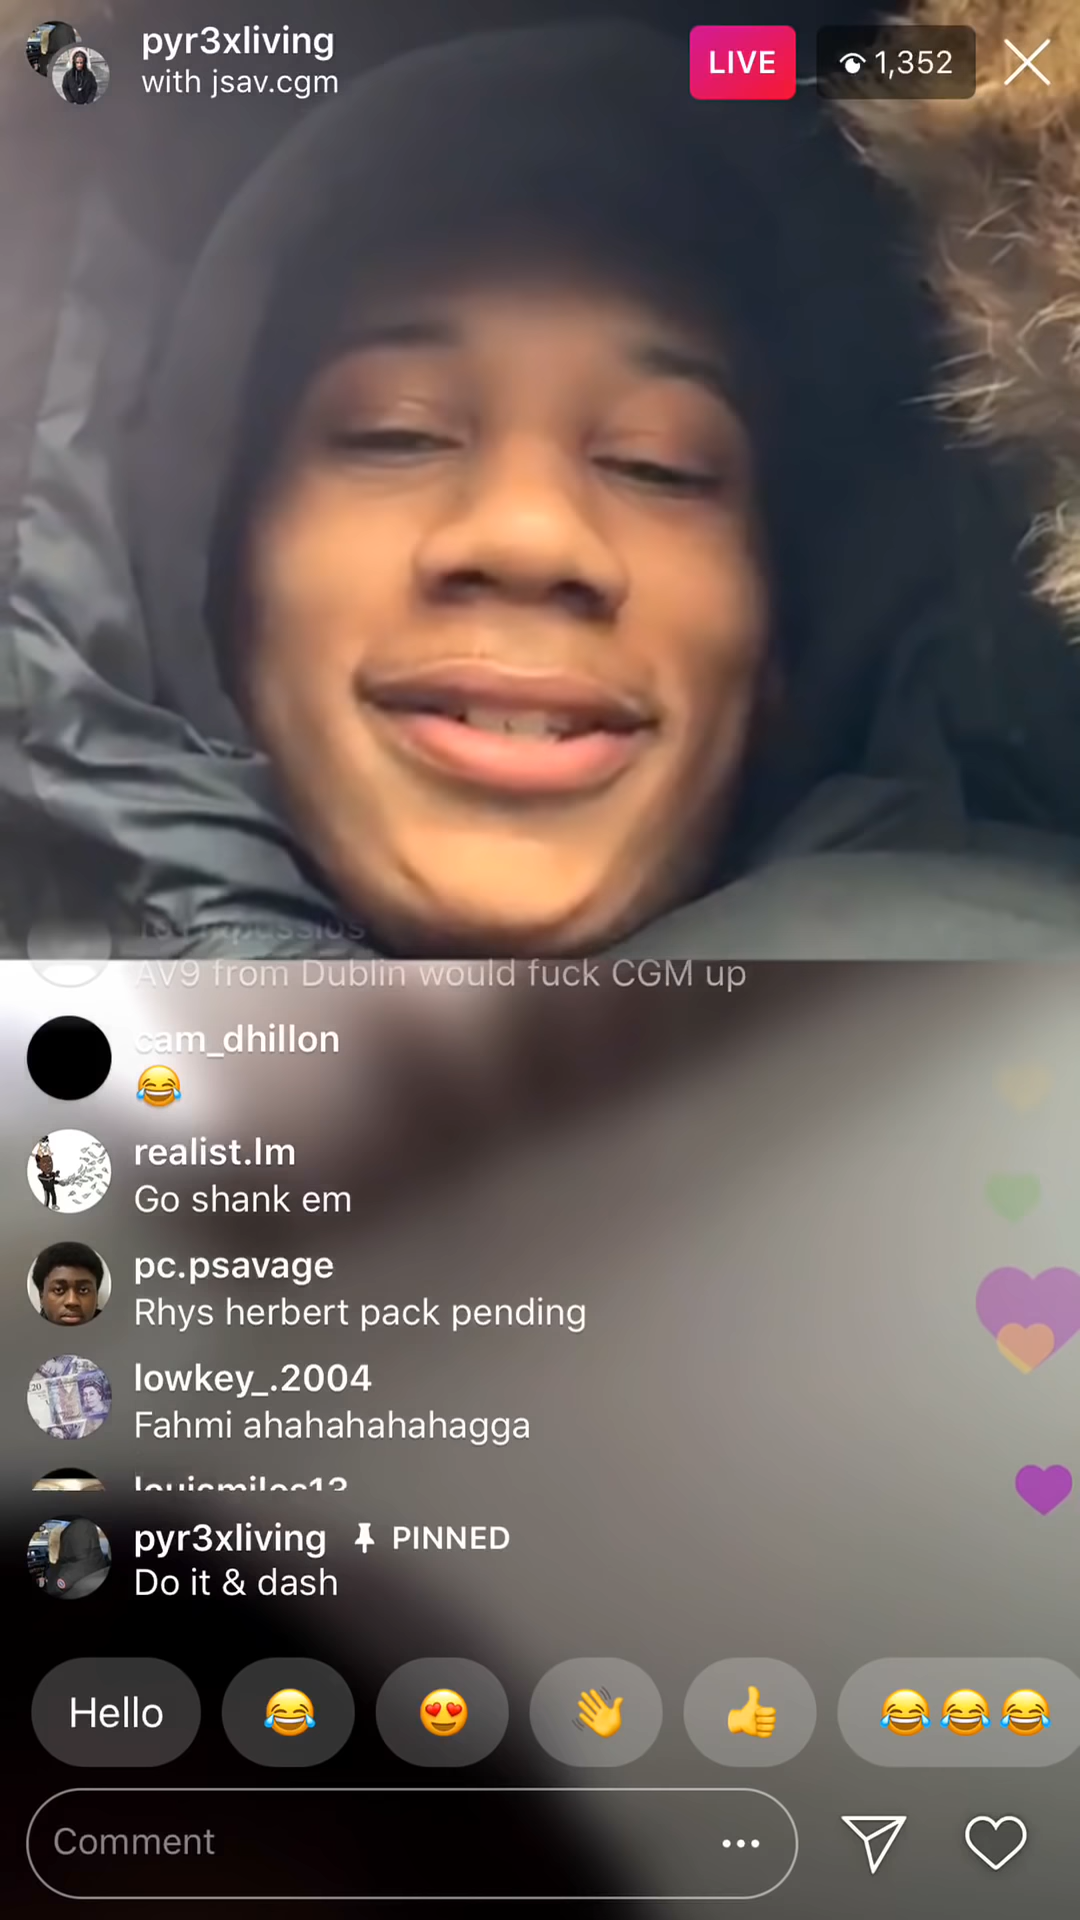 pyr3xliving
with jsav.cgm
LIVE
1,352
AV9 from Dublin would fuck CGM up
cam_dhillon
😂
realist.lm
Go shank em
pc.psavage
Rhys herbert pack pending
lowkey_.2004
Fahmi ahahahahahagga
pyr3xliving PINNED
Do it & dash
Hello 😂 😍 👋 👍 😂😂😂
Comment